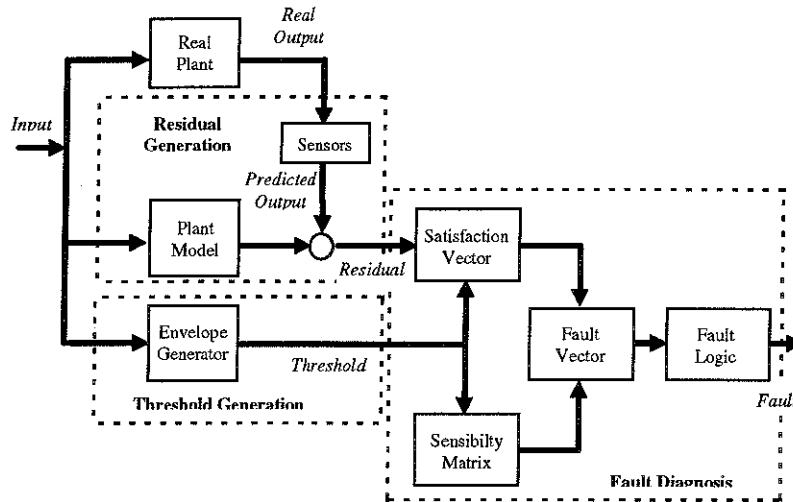 Real
Output
Real
Plant
Input
Residual
Generation
Sensors
Predicted
Output
Plant
Model
Residual
Satisfaction
Vector
Envelope
Generator
Threshold
Fault
Vector
Fault
Logic
Fault
Threshold Generation
Sensibilty
Matrix
Fault Diagnosis